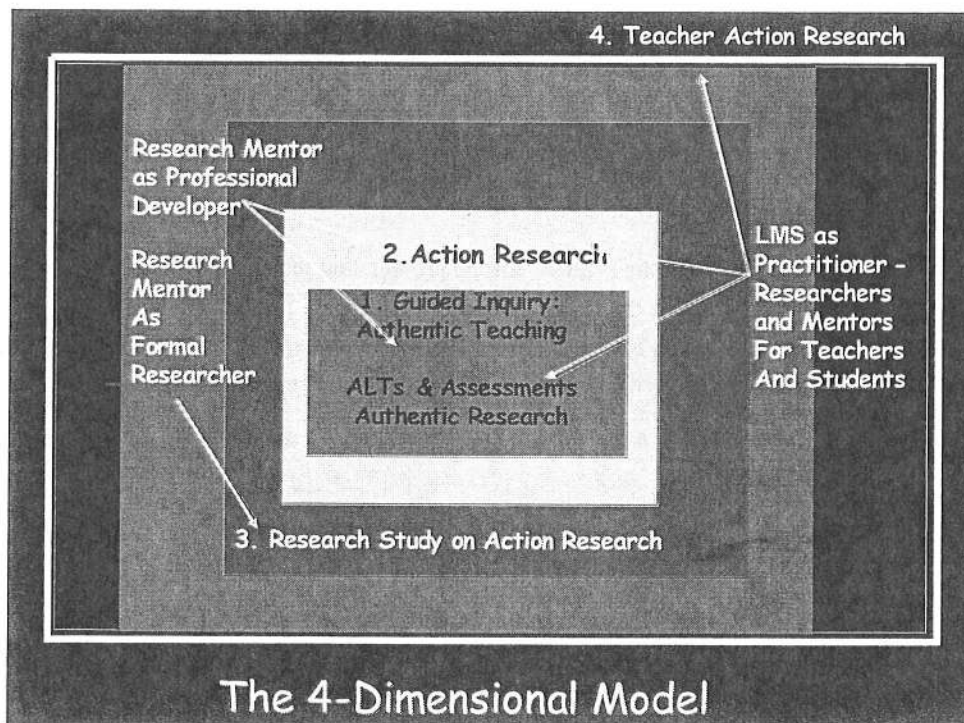 4. Teacher Action Research
Research Mentor
as Professional
Developer
Research
Mentor
As
Formal
Researcher
2. Action Research
1. Guided Inquiry:
Authentic Teaching
ALTs & Assessments
Authentic Research
LMS as
Practitioner –
Researchers
and Mentors
For Teachers
And Students
3. Research Study on Action Research
The 4-Dimensional Model